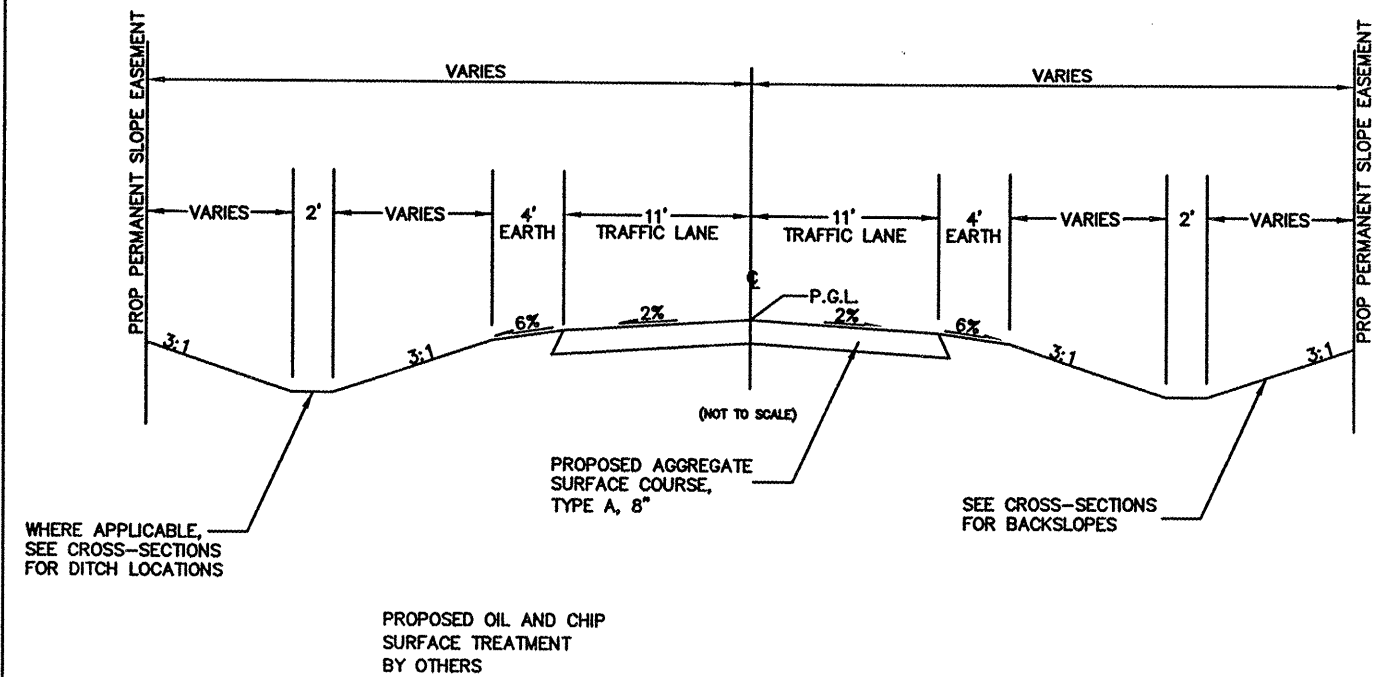 PROP PERMANENT SLOPE EASEMENT
VARIES
VARIES
PROP PERMANENT SLOPE EASEMENT
VARIES
2'
VARIES
4'
EARTH
11'
TRAFFIC LANE
11'
TRAFFIC LANE
4'
EARTH
VARIES
2'
VARIES
℄
P.G.L.
3:1
3:1
6%
2%
2%
6%
3:1
3:1
(NOT TO SCALE)
PROPOSED AGGREGATE
SURFACE COURSE,
TYPE A, 8"
SEE CROSS-SECTIONS
FOR BACKSLOPES
WHERE APPLICABLE,
SEE CROSS-SECTIONS
FOR DITCH LOCATIONS
PROPOSED OIL AND CHIP
SURFACE TREATMENT
BY OTHERS